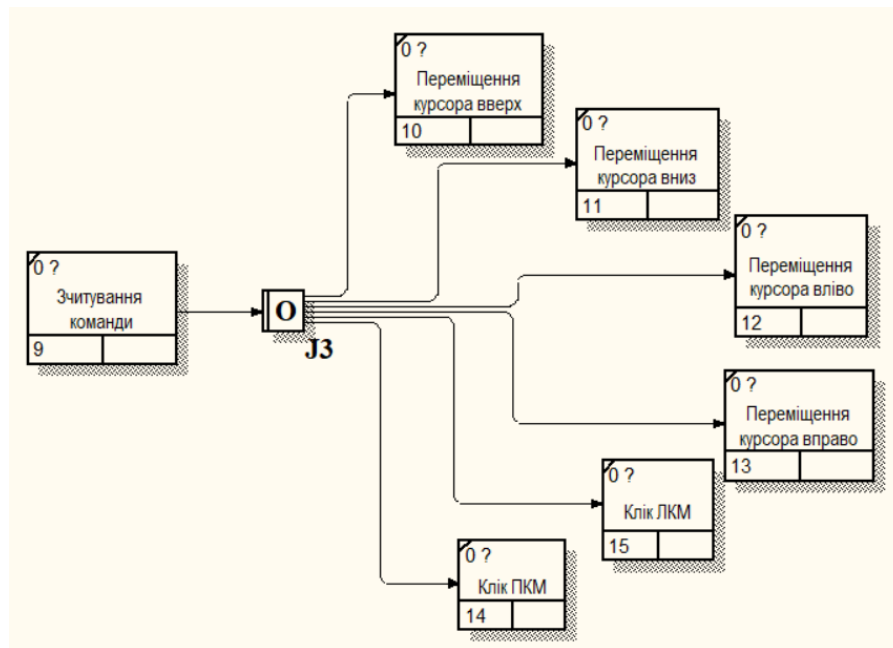 0 ?
Переміщення
курсора вверх
10
0 ?
Переміщення
курсора вниз
11
0 ?
Переміщення
курсора вліво
12
0 ?
Зчитування
команди
9
O
J3
0 ?
Переміщення
курсора вправо
13
0 ?
Клік ЛКМ
15
0 ?
Клік ПКМ
14